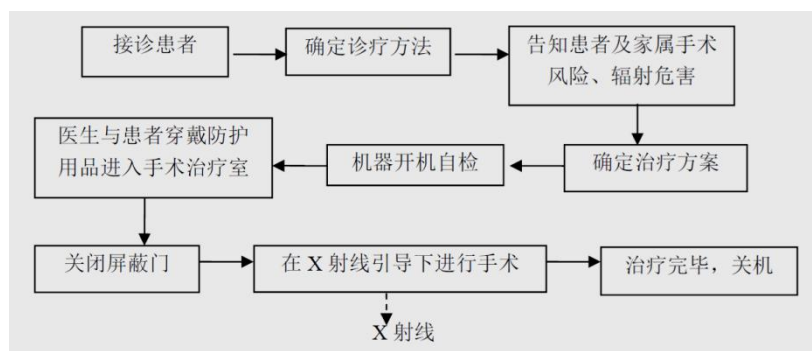 接诊患者
确定诊疗方法
告知患者及家属手术
风险、辐射危害
确定治疗方案
机器开机自检
医生与患者穿戴防护
用品进入手术治疗室
关闭屏蔽门
在 X 射线引导下进行手术
治疗完毕，关机
X 射线